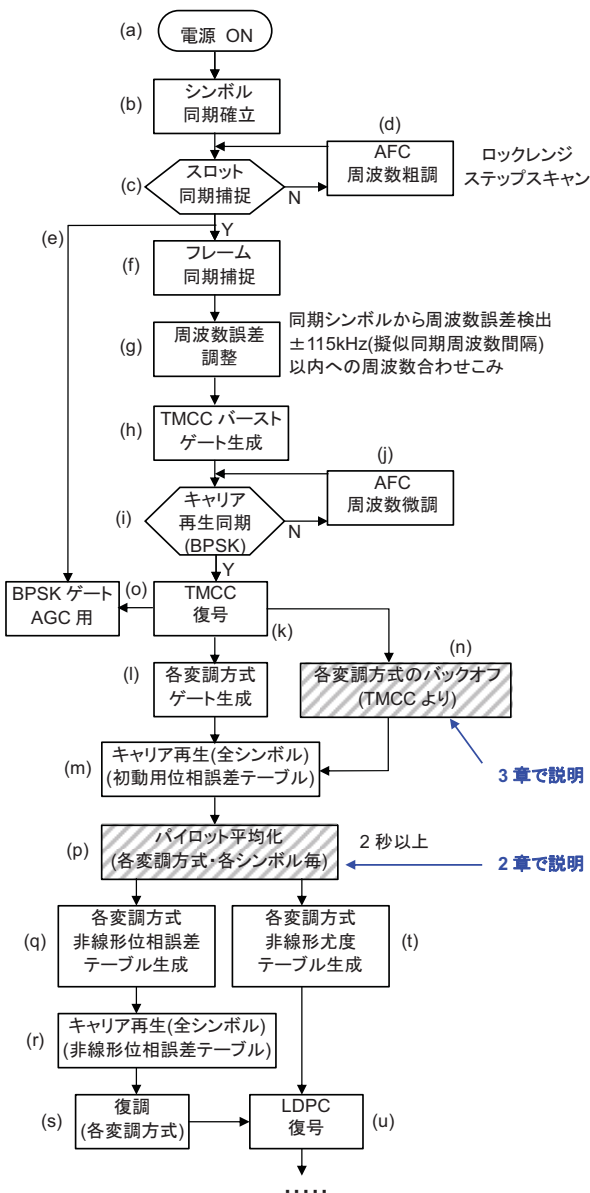 (a)
電源 ON
(b)
シンボル
同期確立
(c)
スロット
同期捕捉
N
Y
(d)
AFC
周波数粗調
ロックレンジ
ステップスキャン
(e)
(f)
フレーム
同期捕捉
(g)
周波数誤差
調整
同期シンボルから周波数誤差検出
±115kHz(擬似同期周波数間隔)
以内への周波数合わせこみ
(h)
TMCC バースト
ゲート生成
(i)
キャリア
再生同期
(BPSK)
N
Y
(j)
AFC
周波数微調
BPSK ゲート
AGC 用
(o)
TMCC
復号
(k)
(l)
各変調方式
ゲート生成
(n)
各変調方式のバックオフ
(TMCC より)
3 章で説明
(m)
キャリア再生(全シンボル)
(初動用位相誤差テーブル)
(p)
パイロット平均化
(各変調方式・各シンボル毎)
2 秒以上
2 章で説明
(q)
各変調方式
非線形位相誤差
テーブル生成
各変調方式
非線形尤度
テーブル生成
(t)
(r)
キャリア再生(全シンボル)
(非線形位相誤差テーブル)
(s)
復調
(各変調方式)
LDPC
復号
(u)
・・・・・